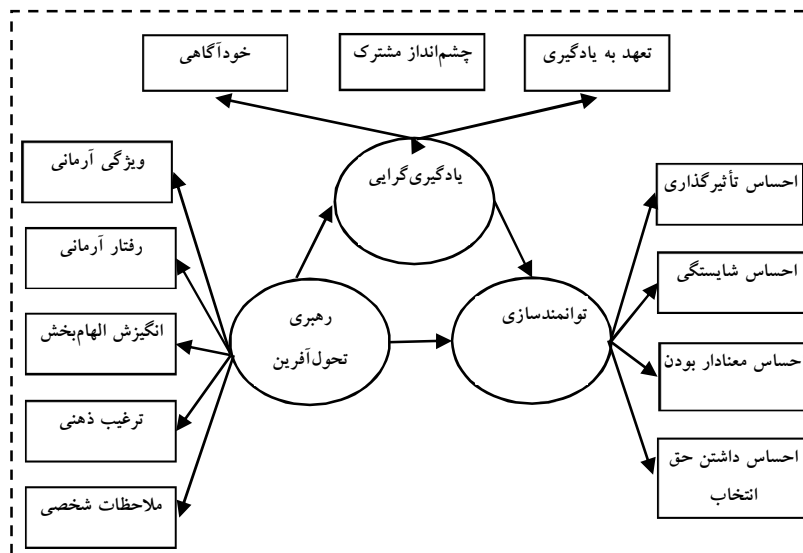 تعهد به یادگیری
چشم‌انداز مشترک
خودآگاهی
یادگیری‌گرایی
احساس تأثیرگذاری
احساس شایستگی
حساس معنادار بودن
احساس داشتن حق
انتخاب
توانمندسازی
رهبری
تحول‌آفرین
ویژگی آرمانی
رفتار آرمانی
انگیزش الهام‌بخش
ترغیب ذهنی
ملاحظات شخصی